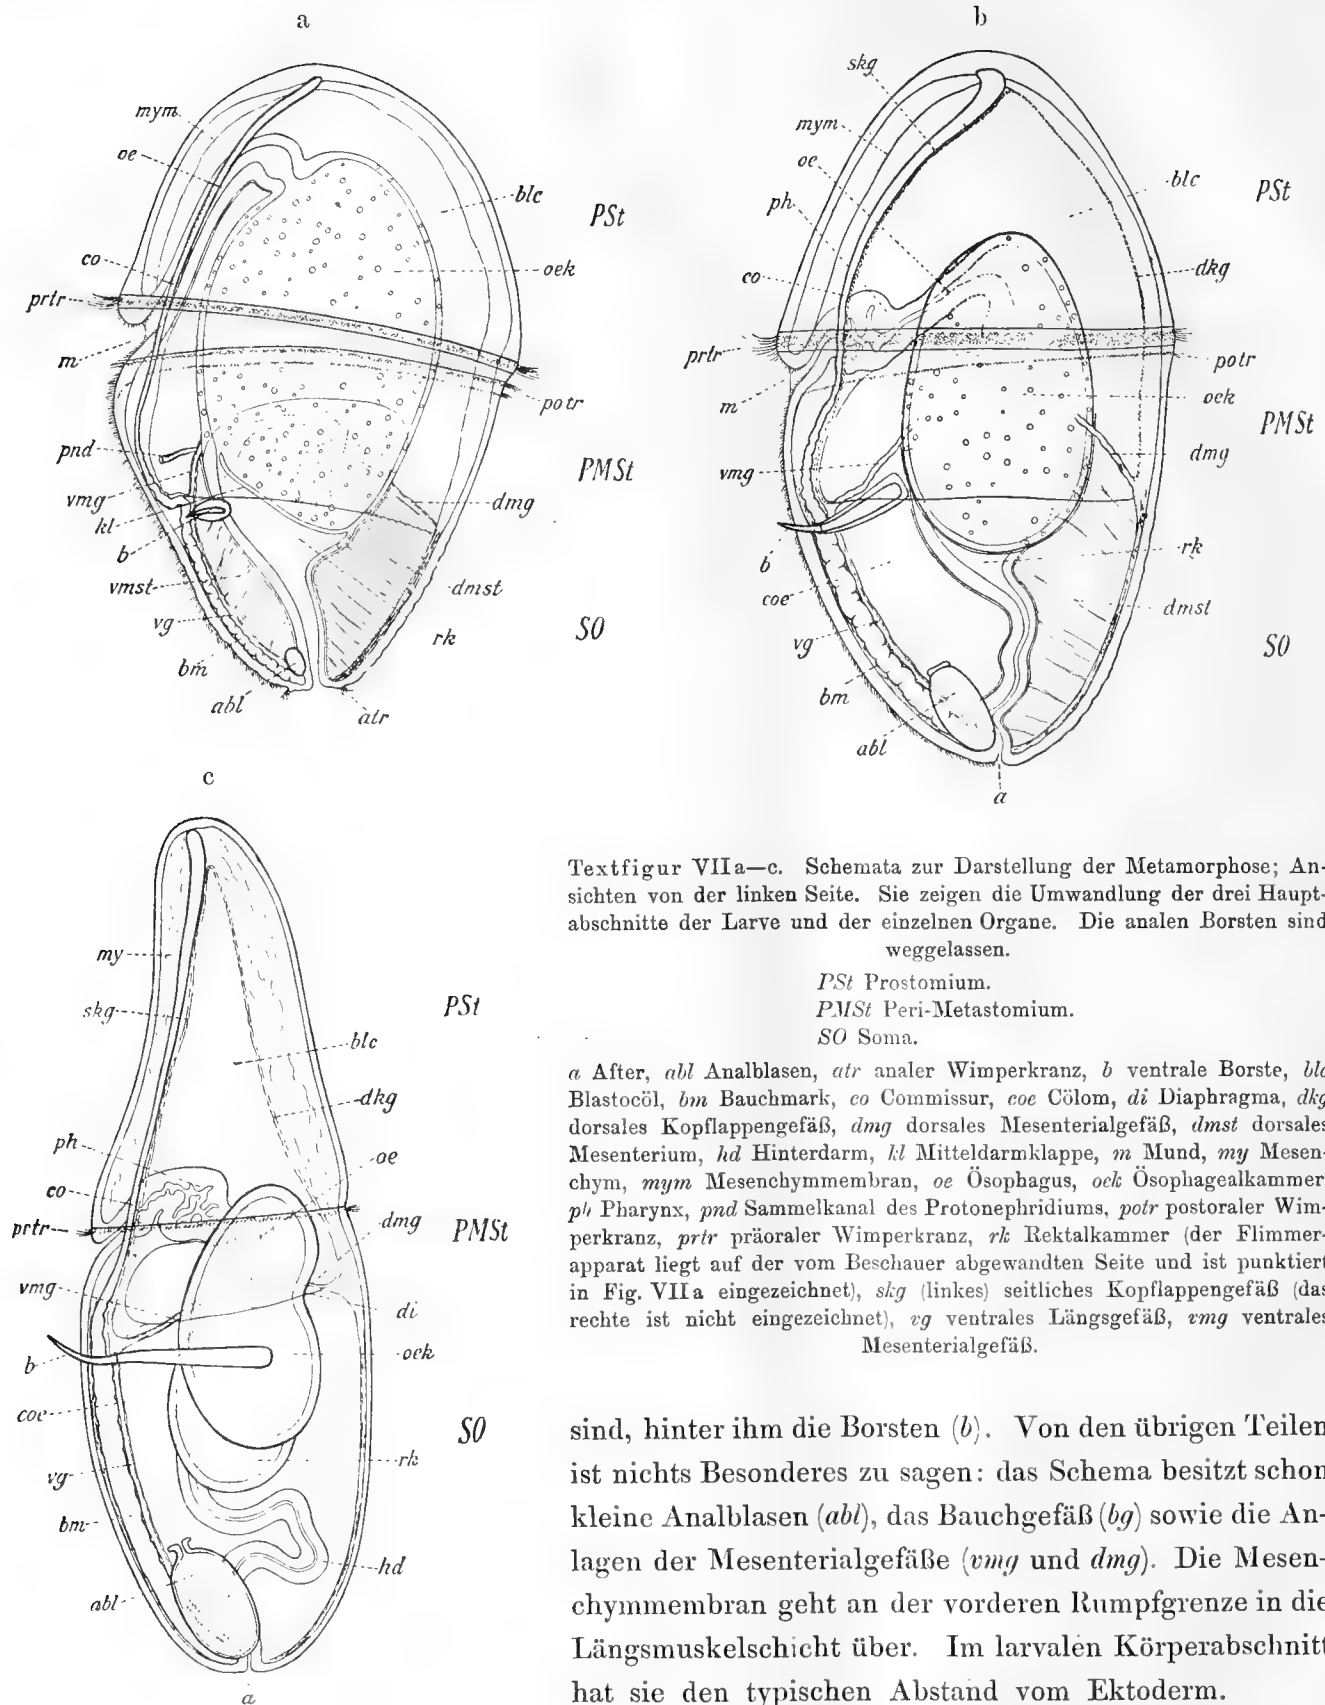 a
mym
oe
blc
PSt
oek
co
prtr
m
potr
pnd
PMSt
vmg
dmg
kl
b
vmst
dmst
vg
SO
rk
bm
abl
atr
b
skg
mym
oe
blc
PSt
ph
co
dkg
prtr
potr
m
oek
PMSt
dmg
vmg
rk
b
coe
dmst
vg
SO
bm
abl
a
c
my
PSt
skg
blc
dkg
ph
oe
co
prtr
dmg
PMSt
vmg
di
b
oek
coe
SO
rk
vg
bm
hd
abl
a
Textfigur VIIa—c. Schemata zur Darstellung der Metamorphose; An-
sichten von der linken Seite. Sie zeigen die Umwandlung der drei Haupt-
abschnitte der Larve und der einzelnen Organe. Die analen Borsten sind
weggelassen.
PSt Prostomium.
PMSt Peri-Metastomium.
SO Soma.
a After, abl Analblasen, atr analer Wimperkranz, b ventrale Borste, blc
Blastocöl, bm Bauchmark, co Commissur, coe Cölom, di Diaphragma, dkg
dorsales Kopflappengefäß, dmg dorsales Mesenterialgefäß, dmst dorsales
Mesenterium, hd Hinterdarm, kl Mitteldarmklappe, m Mund, my Mesen-
chym, mym Mesenchymmembran, oe Ösophagus, oek Ösophagealkammer
ph Pharynx, pnd Sammelkanal des Protonephridiums, potr postoraler Wim-
perkranz, prtr präoraler Wimperkranz, rk Rektalkammer (der Flimmer-
apparat liegt auf der vom Beschauer abgewandten Seite und ist punktiert
in Fig. VIIa eingezeichnet), skg (linkes) seitliches Kopflappengefäß (das
rechte ist nicht eingezeichnet), vg ventrales Längsgefäß, vmg ventrales
Mesenterialgefäß.
sind, hinter ihm die Borsten (b). Von den übrigen Teilen
ist nichts Besonderes zu sagen: das Schema besitzt schon
kleine Analblasen (abl), das Bauchgefäß (bg) sowie die An-
lagen der Mesenterialgefäße (vmg und dmg). Die Mesen-
chymmembran geht an der vorderen Rumpfgrenze in die
Längsmuskelschicht über. Im larvalen Körperabschnitt
hat sie den typischen Abstand vom Ektoderm.